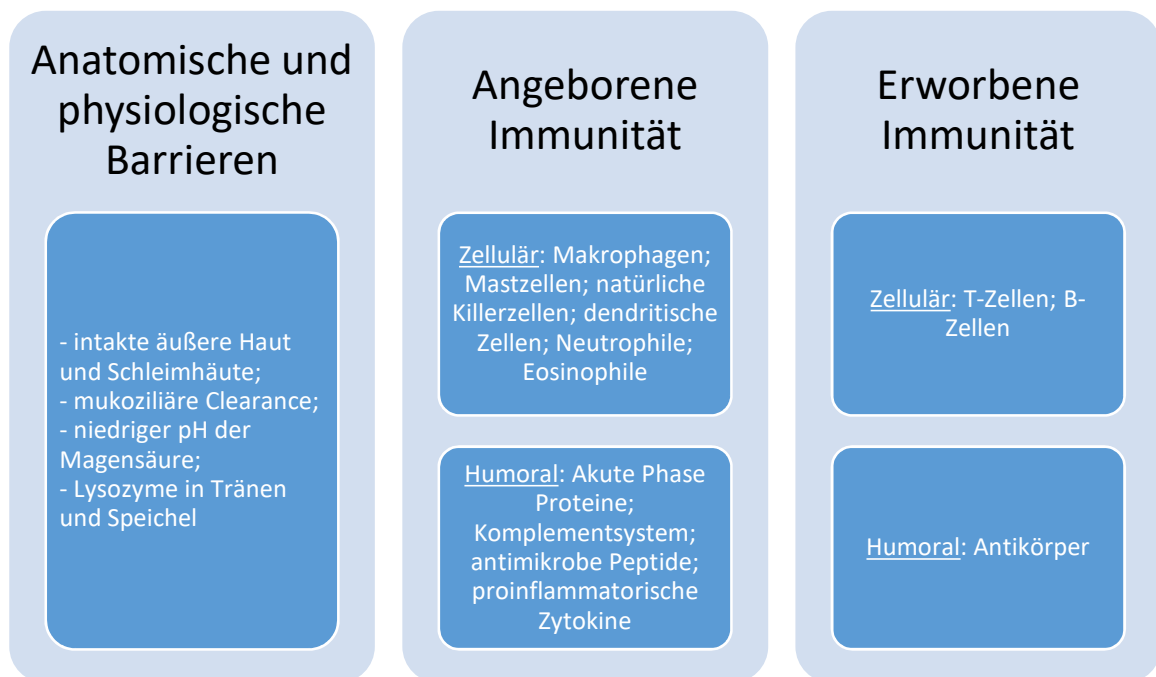 Anatomische und
physiologische
Barrieren
- intakte äußere Haut
und Schleimhäute;
- mukoziliäre Clearance;
- niedriger pH der
Magensäure;
- Lysozyme in Tränen
und Speichel
Angeborene
Immunität
Zellulär: Makrophagen;
Mastzellen; natürliche
Killerzellen; dendritische
Zellen; Neutrophile;
Eosinophile
Humoral: Akute Phase
Proteine;
Komplementsystem;
antimikrobe Peptide;
proinflammatorische
Zytokine
Erworbene
Immunität
Zellulär: T-Zellen; B-
Zellen
Humoral: Antikörper